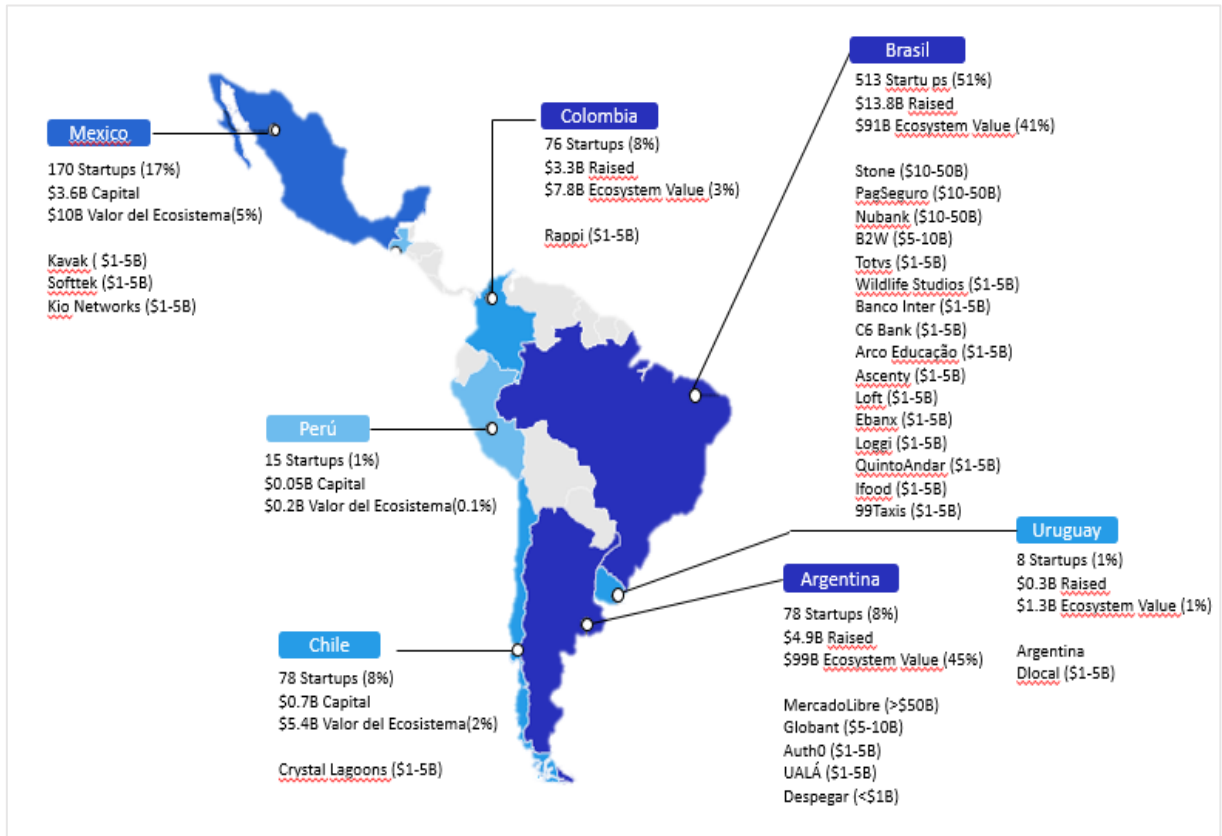 Brasil
513 Startu ps (51%)
$13.8B Raised
$91B Ecosystem Value (41%)
Stone ($10-50B)
PagSeguro ($10-50B)
Nubank ($10-50B)
B2W ($5-10B)
Totvs ($1-5B)
Wildlife Studios ($1-5B)
Banco Inter ($1-5B)
C6 Bank ($1-5B)
Arco Educação ($1-5B)
Ascenty ($1-5B)
Loft ($1-5B)
Ebanx ($1-5B)
Loggi ($1-5B)
QuintoAndar ($1-5B)
Ifood ($1-5B)
99Taxis ($1-5B)
Colombia
76 Startups (8%)
$3.3B Raised
$7.8B Ecosystem Value (3%)
Rappi ($1-5B)
Mexico
170 Startups (17%)
$3.6B Capital
$10B Valor del Ecosistema(5%)
Kavak ( $1-5B)
Softtek ($1-5B)
Kio Networks ($1-5B)
Perú
15 Startups (1%)
$0.05B Capital
$0.2B Valor del Ecosistema(0.1%)
Uruguay
8 Startups (1%)
$0.3B Raised
$1.3B Ecosystem Value (1%)
Argentina
Dlocal ($1-5B)
Argentina
78 Startups (8%)
$4.9B Raised
$99B Ecosystem Value (45%)
MercadoLibre (>$50B)
Globant ($5-10B)
Auth0 ($1-5B)
UALÁ ($1-5B)
Despegar (<$1B)
Chile
78 Startups (8%)
$0.7B Capital
$5.4B Valor del Ecosistema(2%)
Crystal Lagoons ($1-5B)